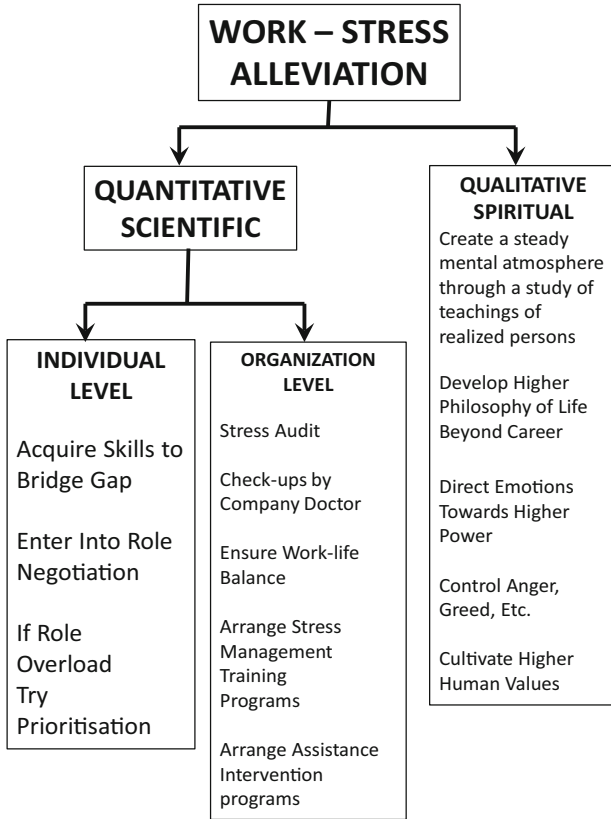 WORK – STRESS
ALLEVIATION
QUANTITATIVE
SCIENTIFIC
INDIVIDUAL
LEVEL
Acquire Skills to
Bridge Gap
Enter Into Role
Negotiation
If Role
Overload
Try
Prioritisation
ORGANIZATION
LEVEL
Stress Audit
Check-ups by
Company Doctor
Ensure Work-life
Balance
Arrange Stress
Management
Training
Programs
Arrange Assistance
Intervention
programs
QUALITATIVE
SPIRITUAL
Create a steady
mental atmosphere
through a study of
teachings of
realized persons
Develop Higher
Philosophy of Life
Beyond Career
Direct Emotions
Towards Higher
Power
Control Anger,
Greed, Etc.
Cultivate Higher
Human Values